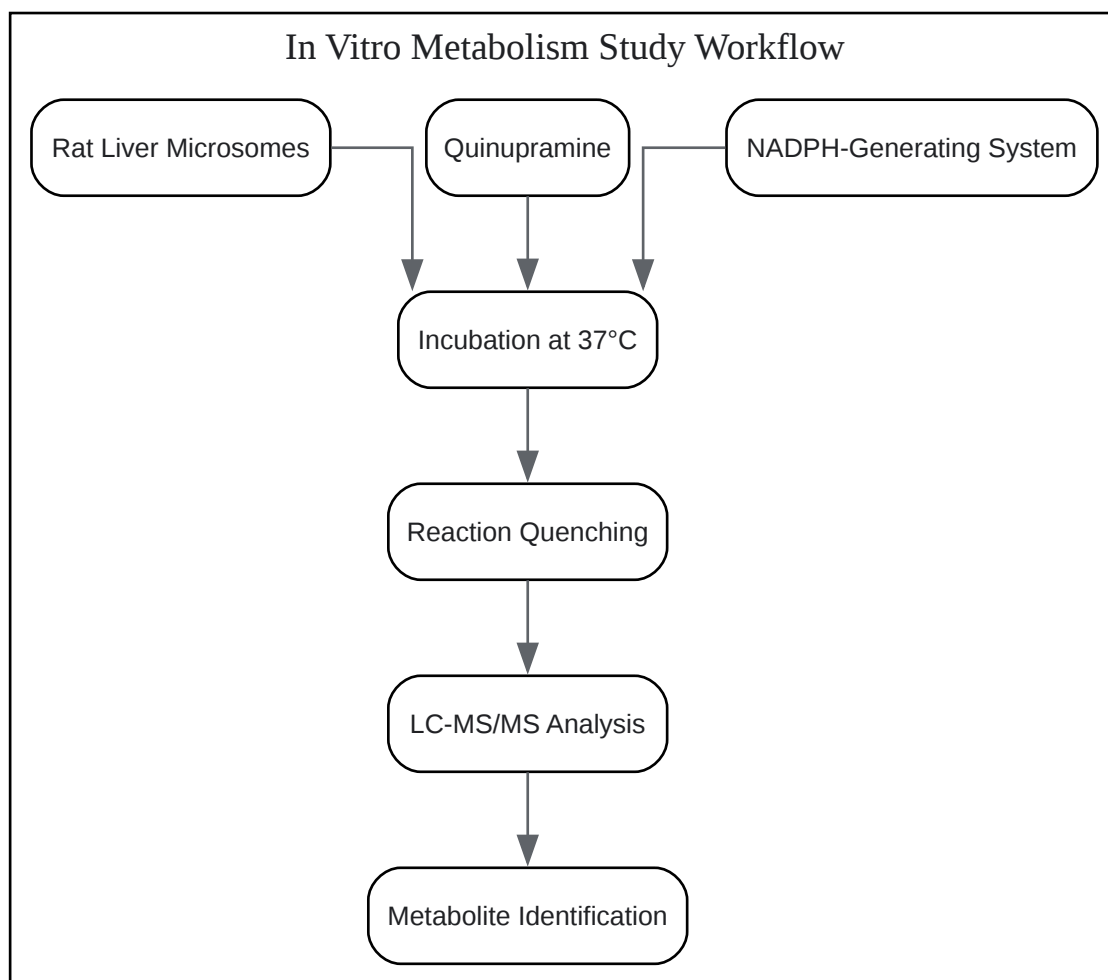 In Vitro Metabolism Study Workflow
Rat Liver Microsomes
Quinupramine
NADPH-Generating System
Incubation at 37°C
Reaction Quenching
LC-MS/MS Analysis
Metabolite Identification